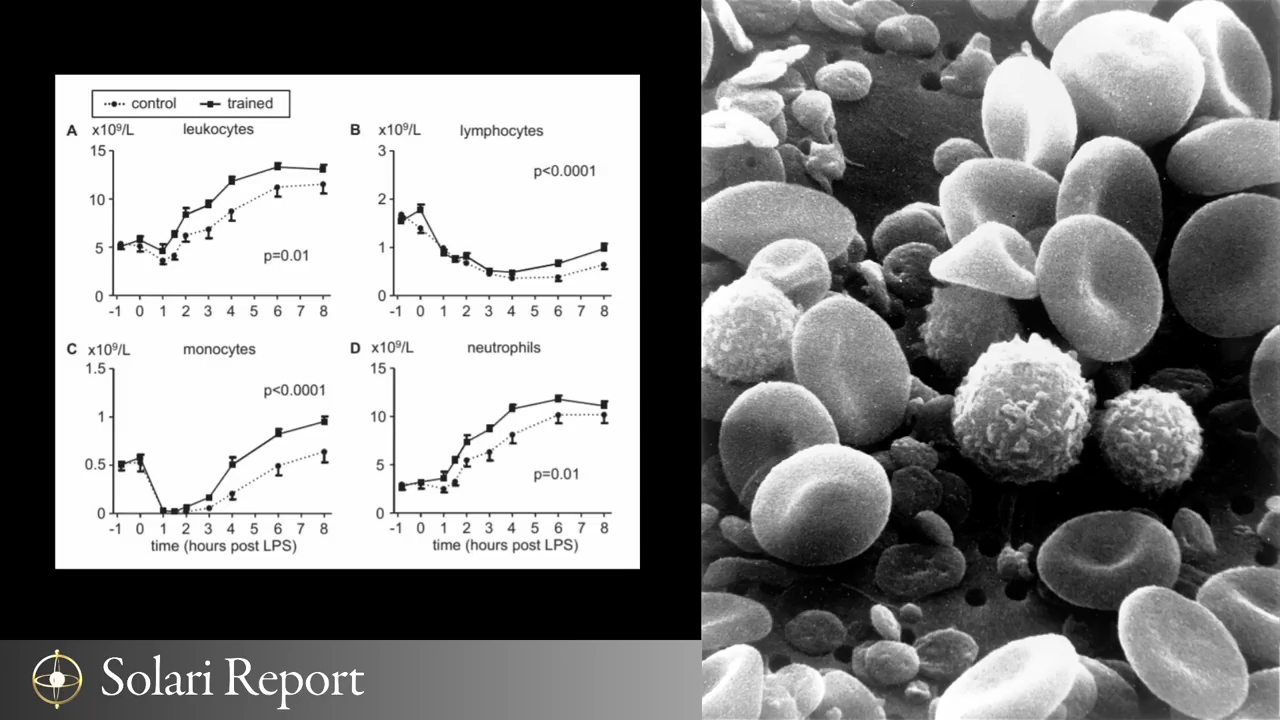 control trained
A x10⁹/L leukocytes
15
10
5
0
p=0.01
-1 0 1 2 3 4 5 6 7 8
B x10⁹/L lymphocytes
3
2
1
0
p<0.0001
-1 0 1 2 3 4 5 6 7 8
C x10⁹/L monocytes
1.5
1
0.5
0
p<0.0001
-1 0 1 2 3 4 5 6 7 8
time (hours post LPS)
D x10⁹/L neutrophils
15
10
5
0
p=0.01
-1 0 1 2 3 4 5 6 7 8
time (hours post LPS)
Solari Report